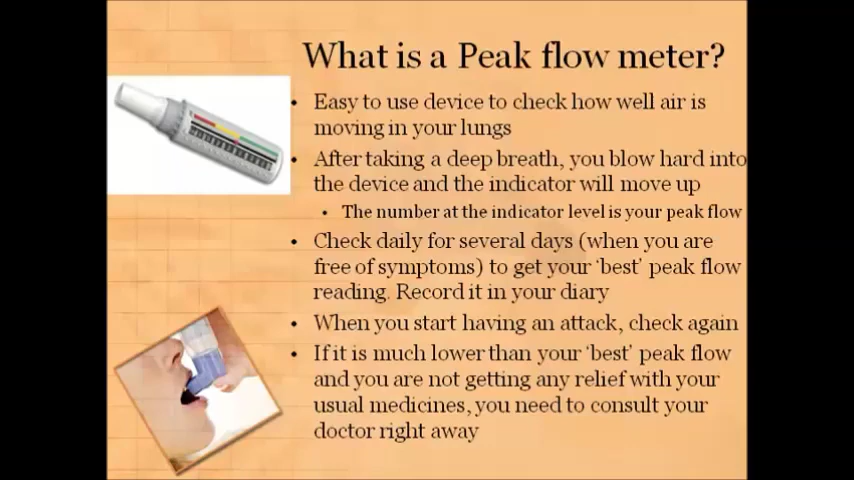 What is a Peak flow meter?
• Easy to use device to check how well air is
moving in your lungs
• After taking a deep breath, you blow hard into
the device and the indicator will move up
• The number at the indicator level is your peak flow
• Check daily for several days (when you are
free of symptoms) to get your ‘best’ peak flow
reading. Record it in your diary
• When you start having an attack, check again
• If it is much lower than your ‘best’ peak flow
and you are not getting any relief with your
usual medicines, you need to consult your
doctor right away